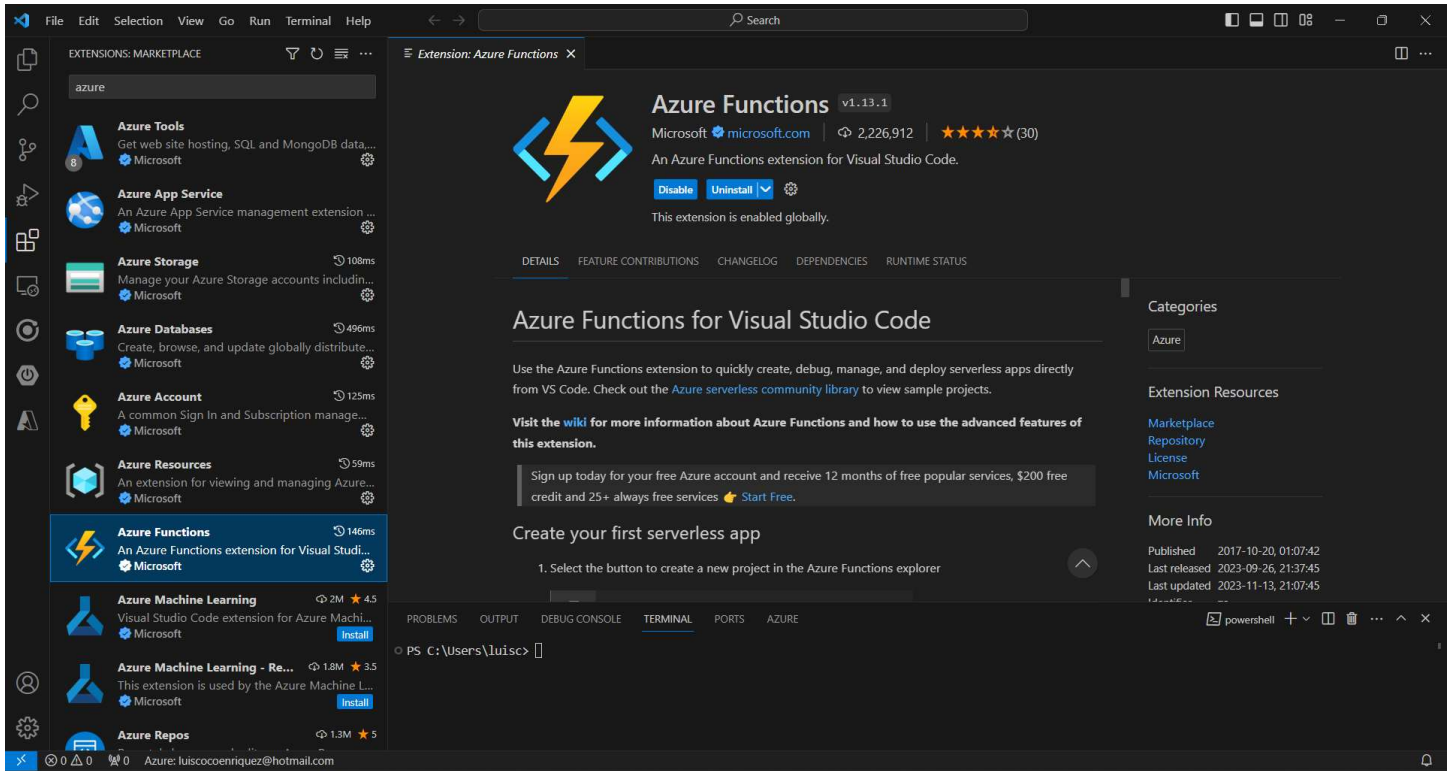 File Edit Selection View Go Run Terminal Help
Search
EXTENSIONS: MARKETPLACE
azure
Azure Tools
Get web site hosting, SQL and MongoDB data,...
8
Microsoft
Azure App Service
An Azure App Service management extension ...
Microsoft
Azure Storage 108ms
Manage your Azure Storage accounts includin...
Microsoft
Azure Databases 496ms
Create, browse, and update globally distribute...
Microsoft
Azure Account 125ms
A common Sign In and Subscription manage...
Microsoft
Azure Resources 59ms
An extension for viewing and managing Azure...
Microsoft
Azure Functions 146ms
An Azure Functions extension for Visual Studi...
Microsoft
Azure Machine Learning 2M ★ 4.5
Visual Studio Code extension for Azure Machi...
Microsoft Install
Azure Machine Learning - Re... 1.8M ★ 3.5
This extension is used by the Azure Machine L...
Microsoft Install
Azure Repos 1.3M ★ 5
Extension: Azure Functions
Azure Functions v1.13.1
Microsoft microsoft.com | 2,226,912 | (30)
An Azure Functions extension for Visual Studio Code.
Disable Uninstall
This extension is enabled globally.
DETAILS FEATURE CONTRIBUTIONS CHANGELOG DEPENDENCIES RUNTIME STATUS
Azure Functions for Visual Studio Code
Use the Azure Functions extension to quickly create, debug, manage, and deploy serverless apps directly
from VS Code. Check out the Azure serverless community library to view sample projects.
Visit the wiki for more information about Azure Functions and how to use the advanced features of
this extension.
Sign up today for your free Azure account and receive 12 months of free popular services, $200 free
credit and 25+ always free services 👉 Start Free.
Create your first serverless app
1. Select the button to create a new project in the Azure Functions explorer
Categories
Azure
Extension Resources
Marketplace
Repository
License
Microsoft
More Info
Published 2017-10-20, 01:07:42
Last released 2023-09-26, 21:37:45
Last updated 2023-11-13, 21:07:45
PROBLEMS OUTPUT DEBUG CONSOLE TERMINAL PORTS AZURE
powershell
PS C:\Users\luisc>
0 0 0 Azure: luiscocoenriquez@hotmail.com